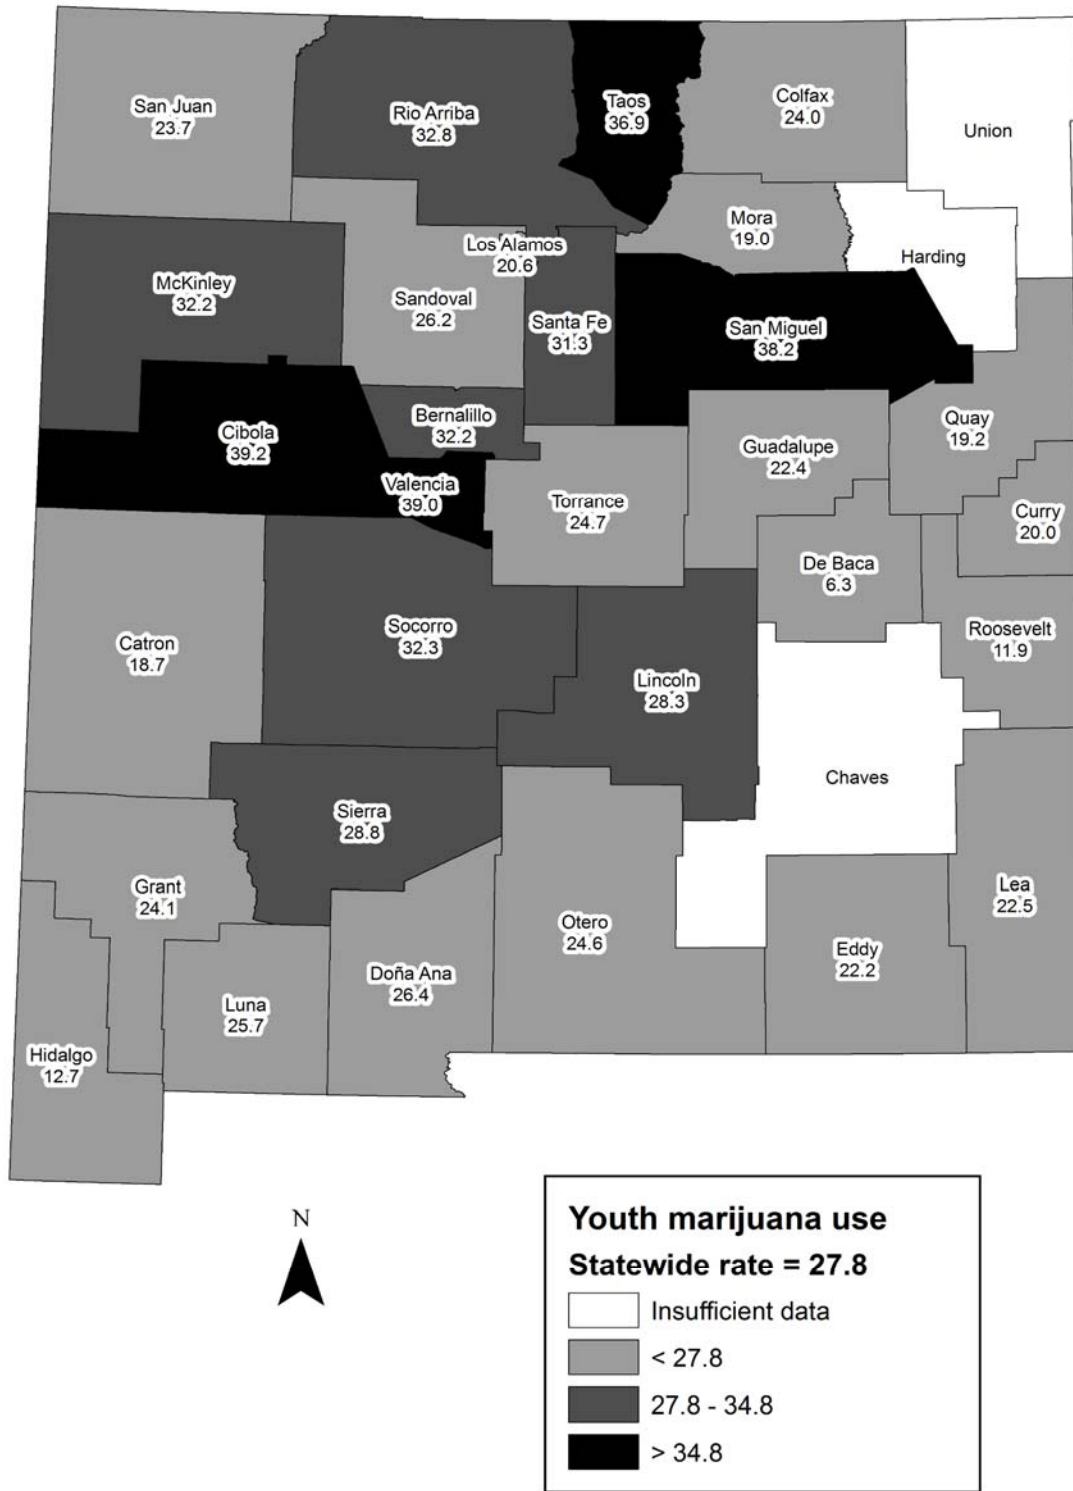 San Juan
23.7
Rio Arriba
32.8
Taos
36.9
Colfax
24.0
Union
Mora
19.0
Harding
Los Alamos
20.6
McKinley
32.2
Sandoval
26.2
Santa Fe
31.3
San Miguel
38.2
Bernalillo
32.2
Quay
19.2
Cibola
39.2
Guadalupe
22.4
Valencia
39.0
Torrance
24.7
Curry
20.0
De Baca
6.3
Socorro
32.3
Roosevelt
11.9
Catron
18.7
Lincoln
28.3
Chaves
Sierra
28.8
Grant
24.1
Lea
22.5
Otero
24.6
Eddy
22.2
Doña Ana
26.4
Luna
25.7
Hidalgo
12.7
N
Youth marijuana use
Statewide rate = 27.8
Insufficient data
< 27.8
27.8 - 34.8
> 34.8